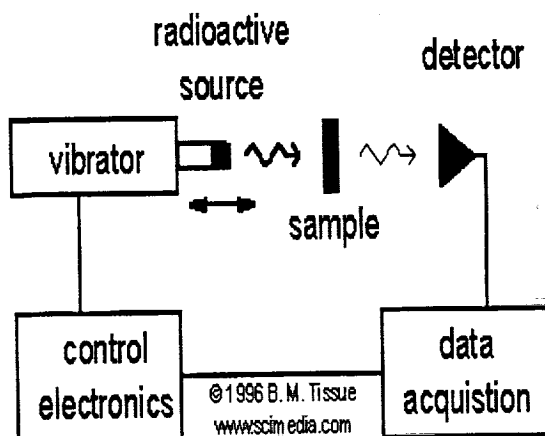 radioactive
source
detector
vibrator
sample
control
electronics
data
acquistion
©1996 B. M. Tissue
www.scimedia.com